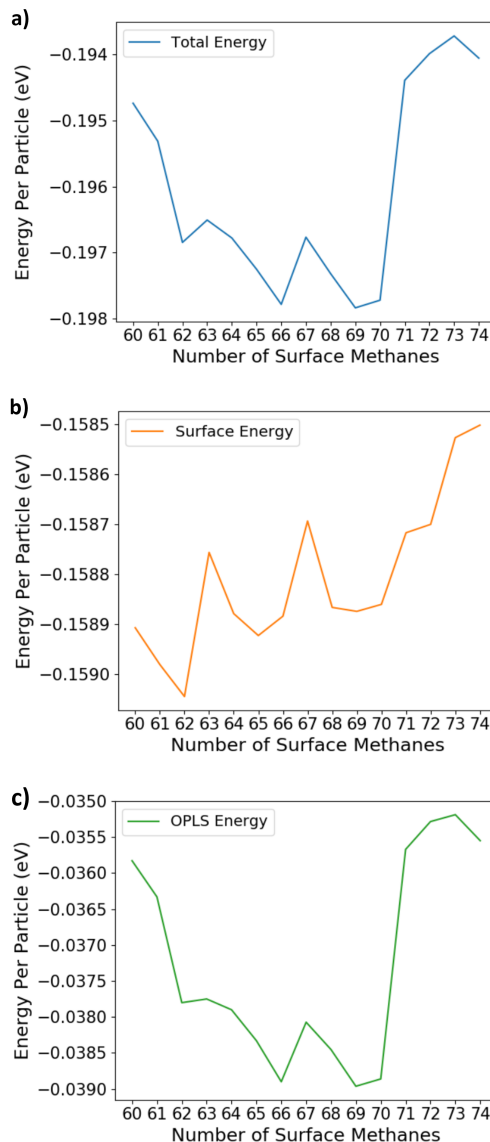 a)
Total Energy
Energy Per Particle (eV)
−0.194
−0.195
−0.196
−0.197
−0.198
60 61 62 63 64 65 66 67 68 69 70 71 72 73 74
Number of Surface Methanes
b)
Surface Energy
Energy Per Particle (eV)
−0.1585
−0.1586
−0.1587
−0.1588
−0.1589
−0.1590
60 61 62 63 64 65 66 67 68 69 70 71 72 73 74
Number of Surface Methanes
c)
OPLS Energy
Energy Per Particle (eV)
−0.0350
−0.0355
−0.0360
−0.0365
−0.0370
−0.0375
−0.0380
−0.0385
−0.0390
60 61 62 63 64 65 66 67 68 69 70 71 72 73 74
Number of Surface Methanes